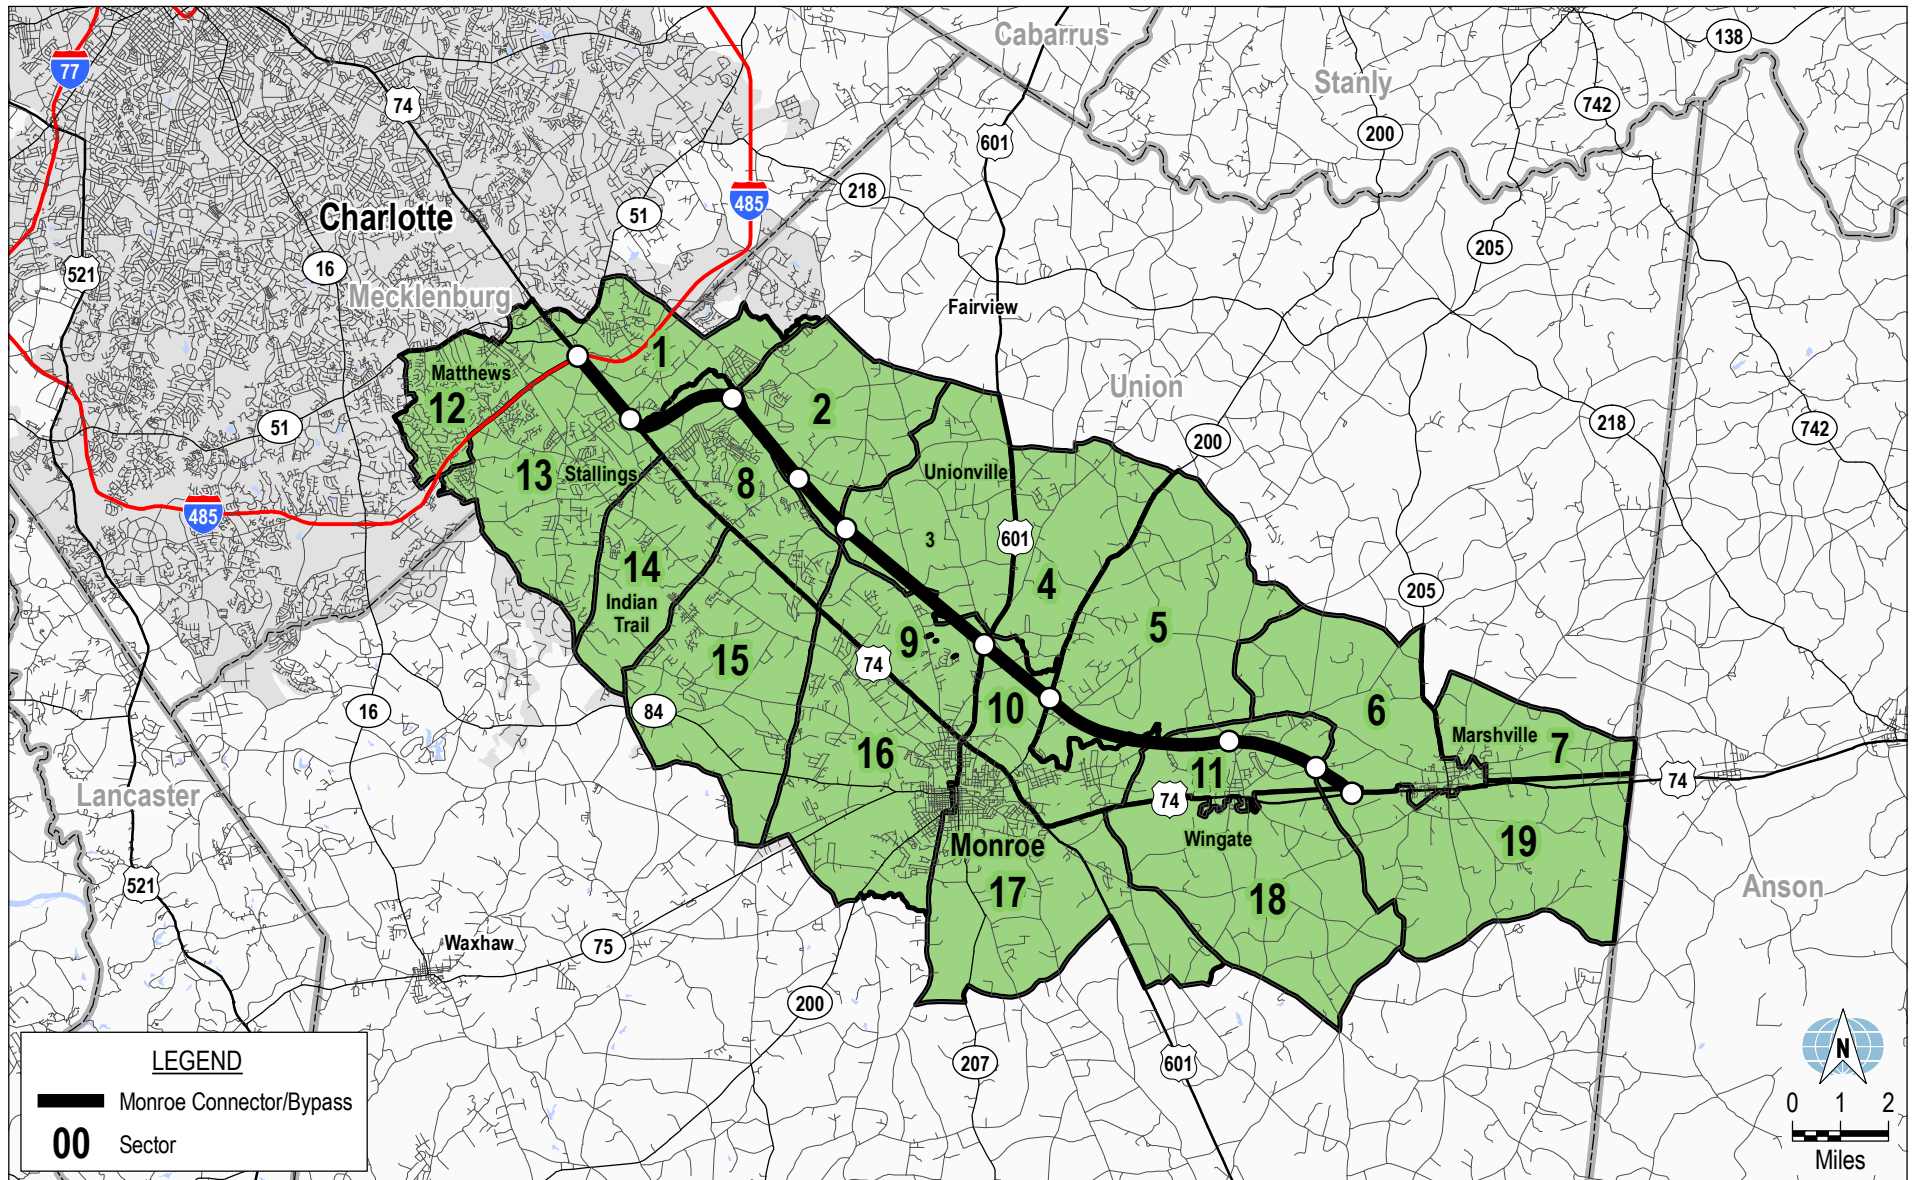 Cabarrus
138
77
Stanly
74
742
200
601
218
485
51
Charlotte
205
521
16
Mecklenburg
Fairview
1
Matthews
Union
12
2
51
218
742
200
13
Stallings
8
Unionville
485
3
601
14
4
205
Indian
Trail
5
9
15
74
16
84
10
6
Marshville
7
16
11
74
Lancaster
74
Wingate
19
Monroe
521
17
18
Anson
Waxhaw
75
200
207
601
LEGEND
Monroe Connector/Bypass
00 Sector
N
0 1 2
Miles